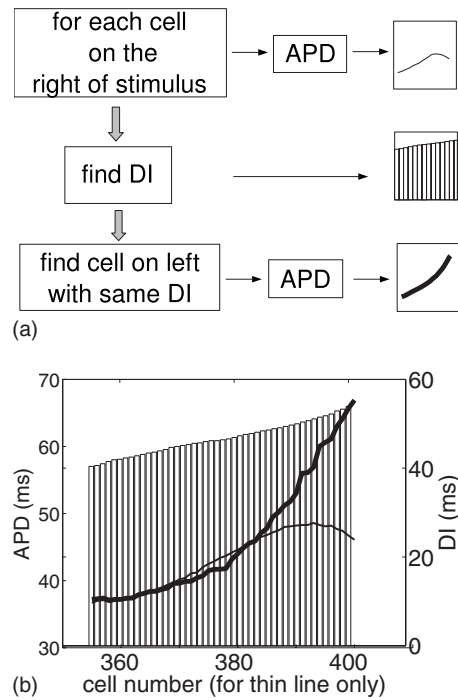 for each cell
on the
right of stimulus
APD
find DI
find cell on left
with same DI
APD
(a)
70
60
50
40
30
APD (ms)
60
40
20
0
DI (ms)
360
380
400
cell number (for thin line only)
(b)